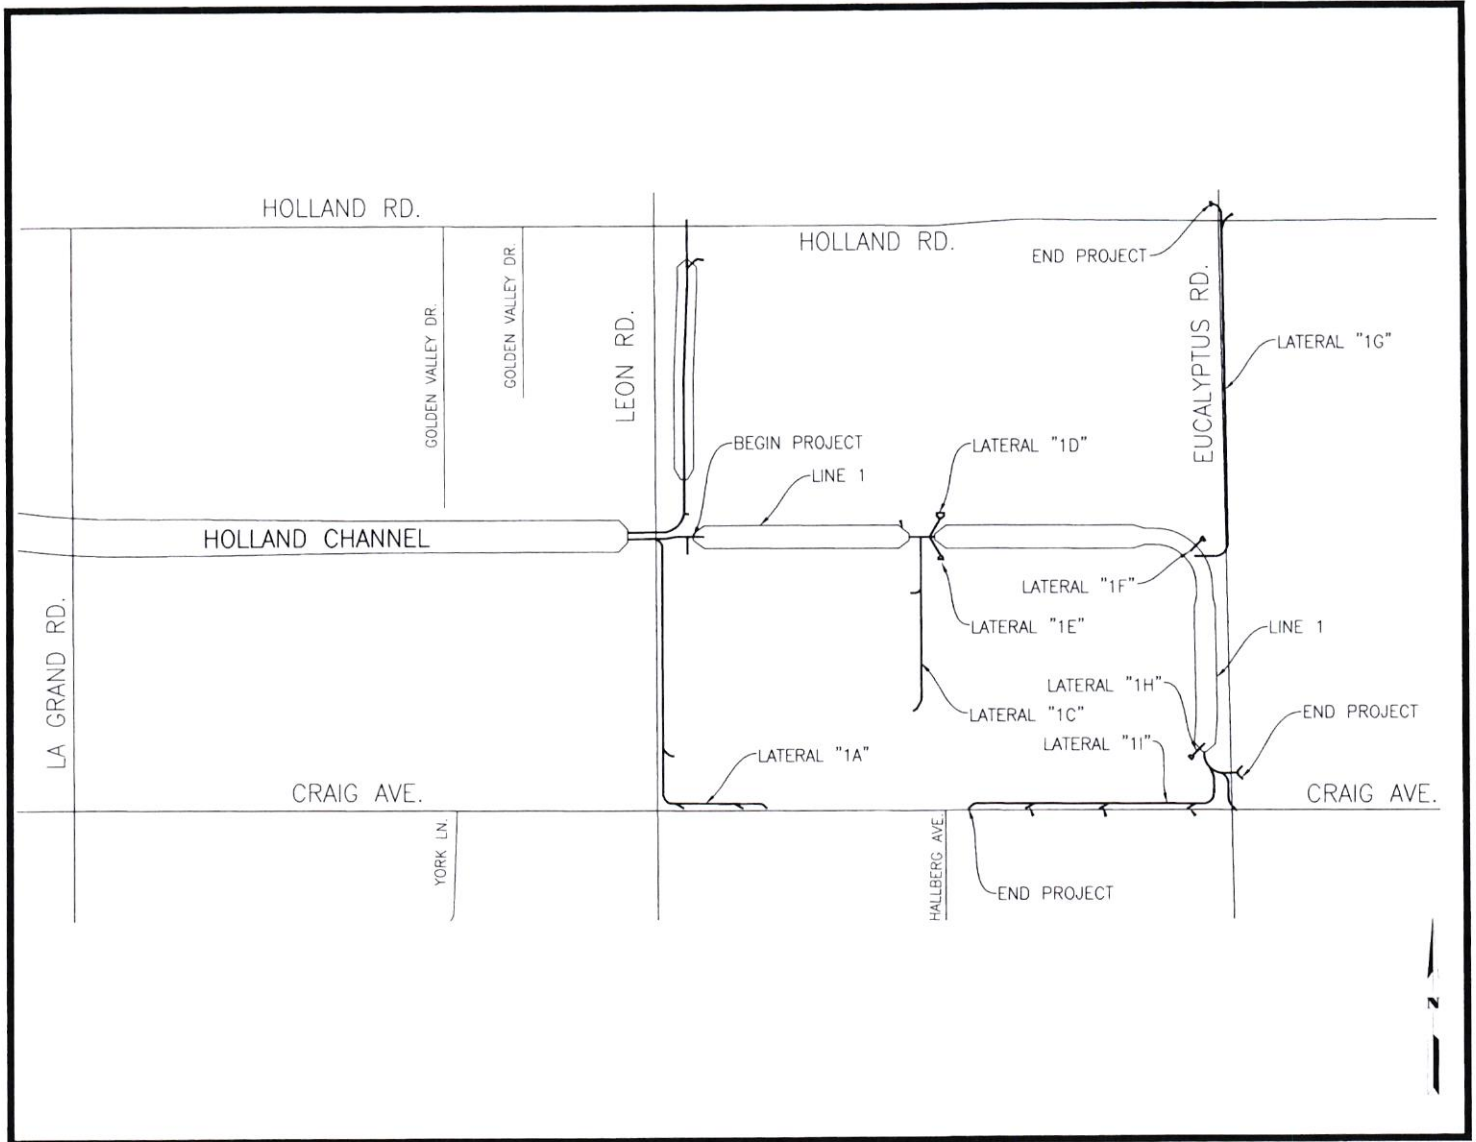 HOLLAND RD.
HOLLAND RD.
END PROJECT
GOLDEN VALLEY DR.
GOLDEN VALLEY DR.
LEON RD.
EUCALYPTUS RD.
LATERAL "1G"
BEGIN PROJECT
LATERAL "1D"
LINE 1
HOLLAND CHANNEL
LATERAL "1F"
LATERAL "1E"
LINE 1
LA GRAND RD.
LATERAL "1H"
LATERAL "1C"
END PROJECT
LATERAL "1I"
LATERAL "1A"
CRAIG AVE.
CRAIG AVE.
YORK LN.
HALLBERG AVE.
END PROJECT
N